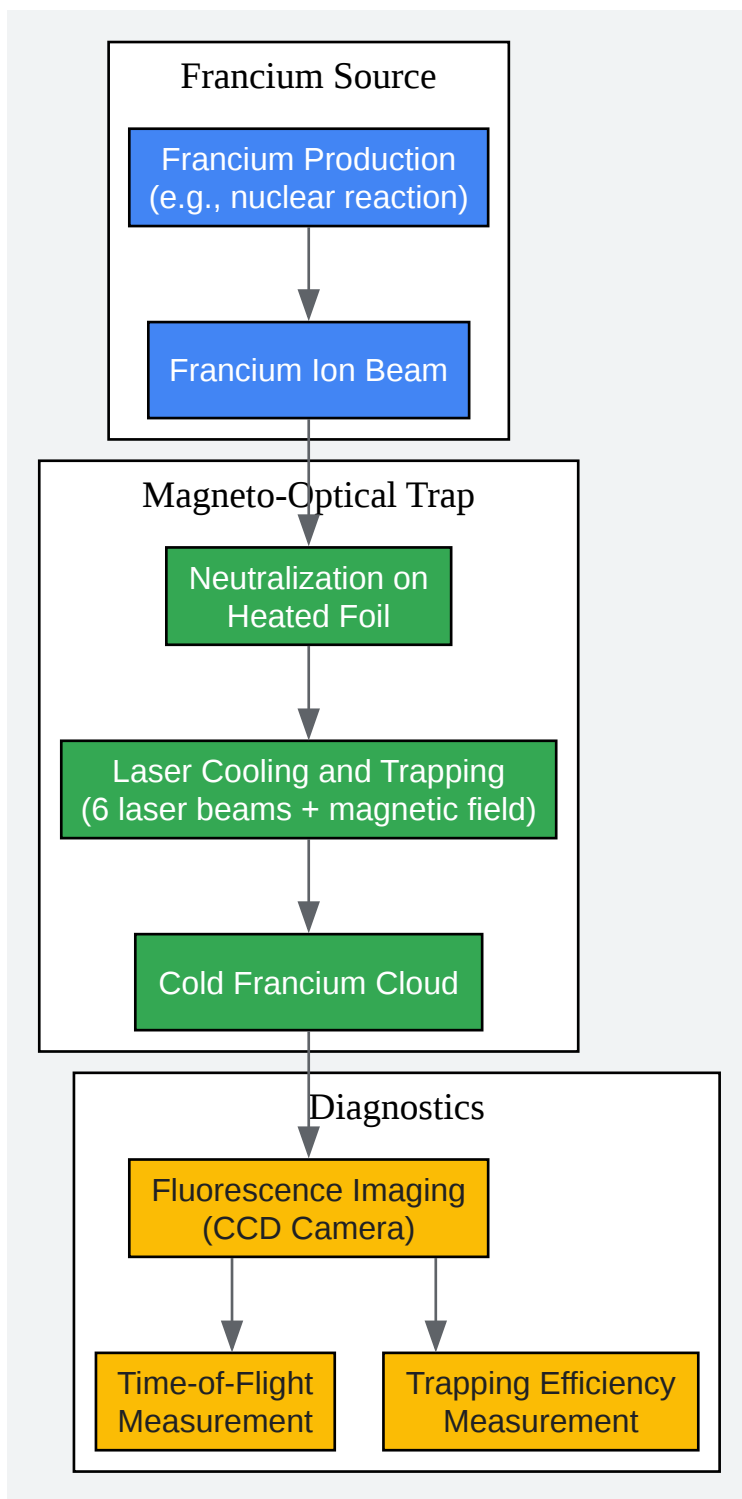 Francium Source
Francium Production
(e.g., nuclear reaction)
Francium Ion Beam
Magneto-Optical Trap
Neutralization on
Heated Foil
Laser Cooling and Trapping
(6 laser beams + magnetic field)
Cold Francium Cloud
Diagnostics
Fluorescence Imaging
(CCD Camera)
Time-of-Flight
Measurement
Trapping Efficiency
Measurement